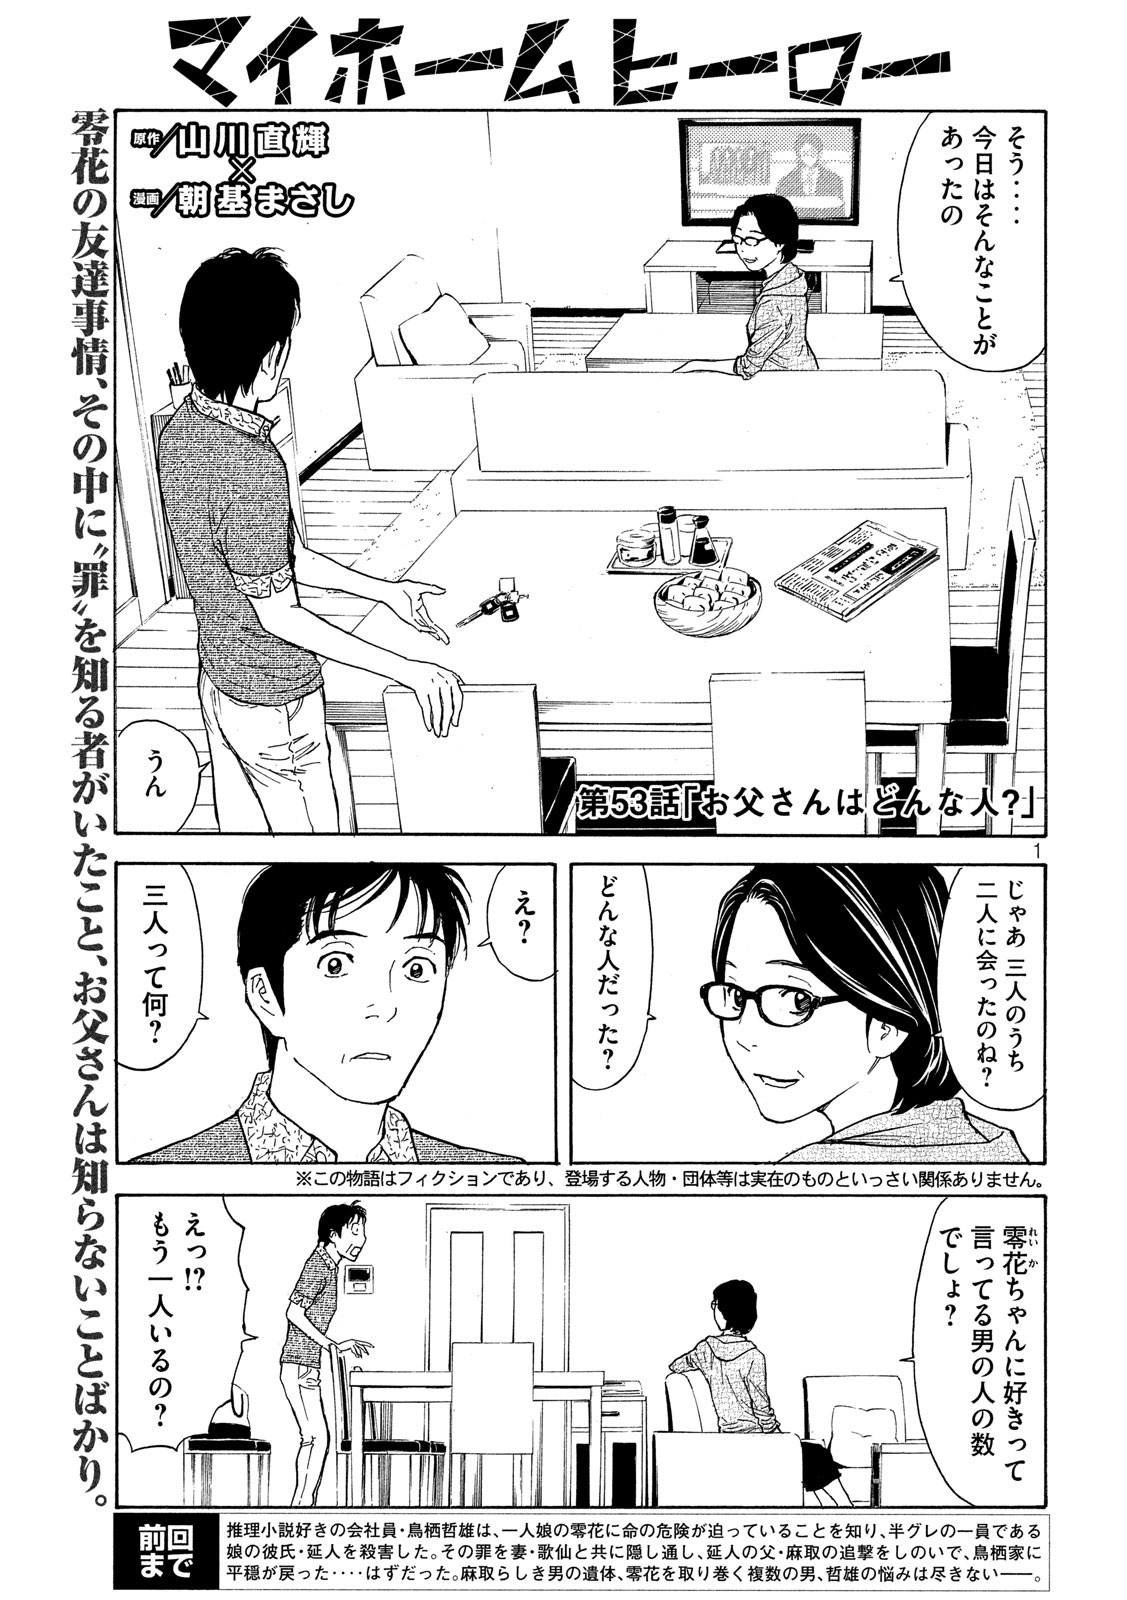 マイホームヒーロー
原作/山川直輝
×
漫画/朝基まさし
零花の友達事情、その中に〝罪〟を知る者がいたこと、お父さんは知らないことばかり。
そう‥‥
今日はそんなことが
あったの
うん
第53話「お父さんはどんな人?」
1
じゃあ 三人のうち
二人に会ったのね?
どんな人だった?
え?
三人って何?
※この物語はフィクションであり、登場する人物・団体等は実在のものといっさい関係ありません。
零花ちゃんに好きって
れいか
言ってる男の人の数
でしょ?
えっ!?
もう一人いるの?
前回
まで
推理小説好きの会社員・鳥栖哲雄は、一人娘の零花に命の危険が迫っていることを知り、半グレの一員である
娘の彼氏・延人を殺害した。その罪を妻・歌仙と共に隠し通し、延人の父・麻取の追撃をしのいで、鳥栖家に
平穏が戻った‥‥はずだった。麻取らしき男の遺体、零花を取り巻く複数の男、哲雄の悩みは尽きない——。